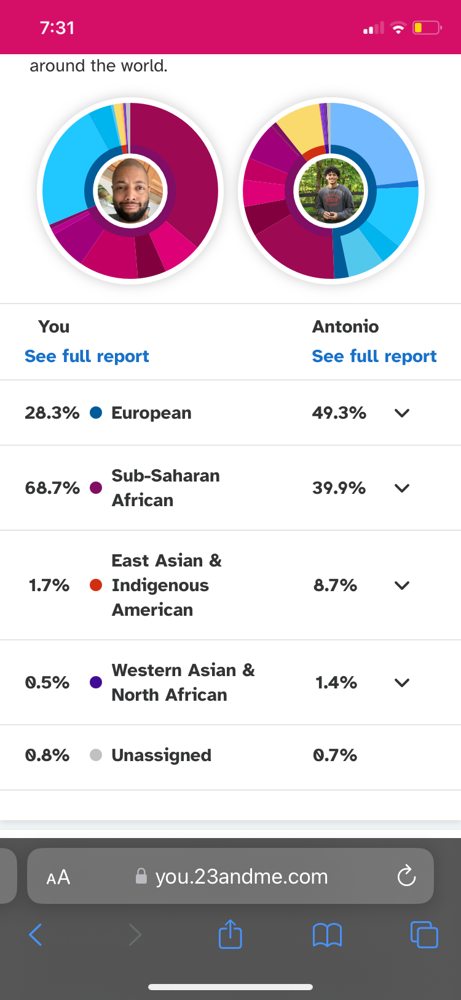 7:31
around the world.
You
Antonio
See full report
See full report
28.3%
European
49.3%
68.7%
Sub-Saharan
African
39.9%
1.7%
East Asian &
Indigenous
American
8.7%
0.5%
Western Asian &
North African
1.4%
0.8%
Unassigned
0.7%
AA
you.23andme.com